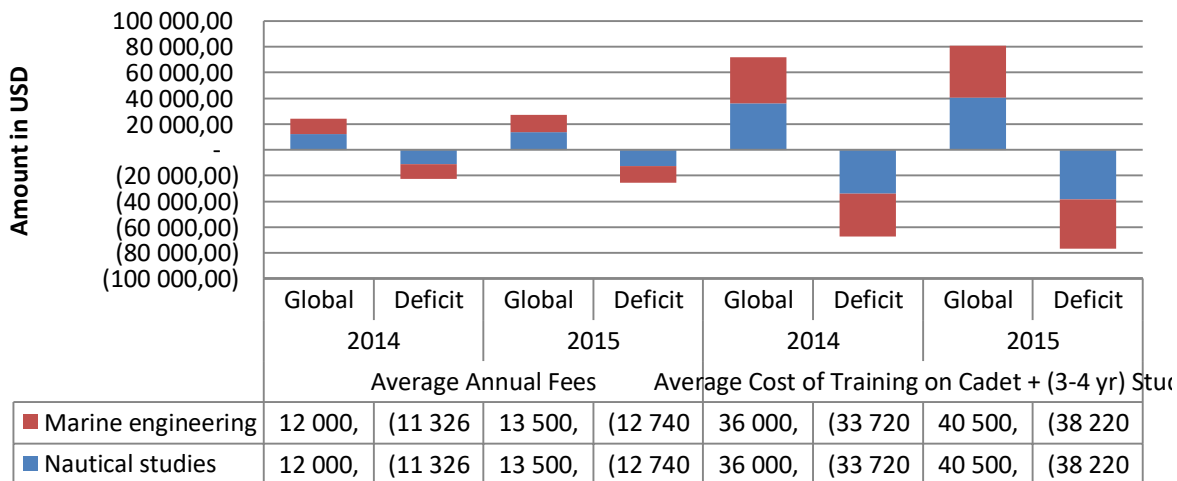 Amount in USD
100 000,00
80 000,00
60 000,00
40 000,00
20 000,00
-
(20 000,00)
(40 000,00)
(60 000,00)
(80 000,00)
(100 000,00)
Global Deficit Global Deficit Global Deficit Global Deficit
2014 2015 2014 2015
Average Annual Fees Average Cost of Training on Cadet + (3-4 yr) Stud
Marine engineering 12 000, (11 326 13 500, (12 740 36 000, (33 720 40 500, (38 220
Nautical studies 12 000, (11 326 13 500, (12 740 36 000, (33 720 40 500, (38 220